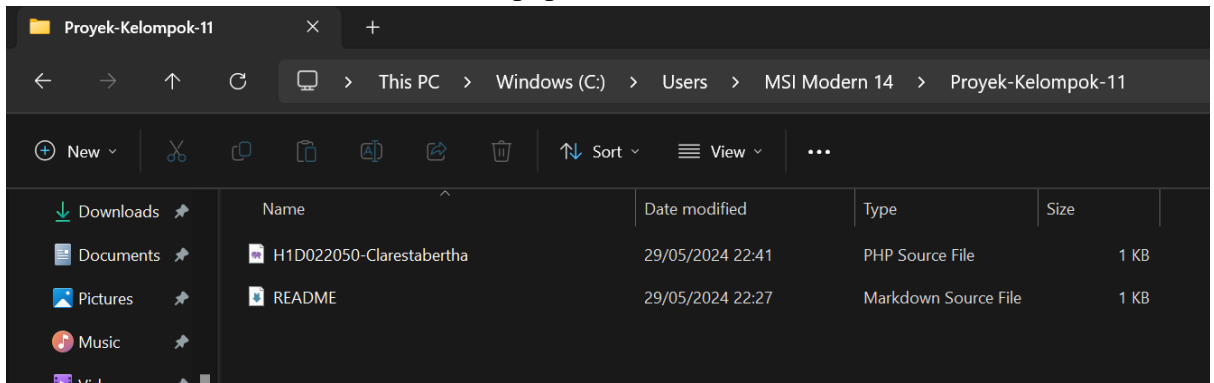 Proyek-Kelompok-11
This PC > Windows (C:) > Users > MSI Modern 14 > Proyek-Kelompok-11
New Sort View
Downloads
Documents
Pictures
Music
Name Date modified Type Size
H1D022050-Clarestabertha 29/05/2024 22:41 PHP Source File 1 KB
README 29/05/2024 22:27 Markdown Source File 1 KB